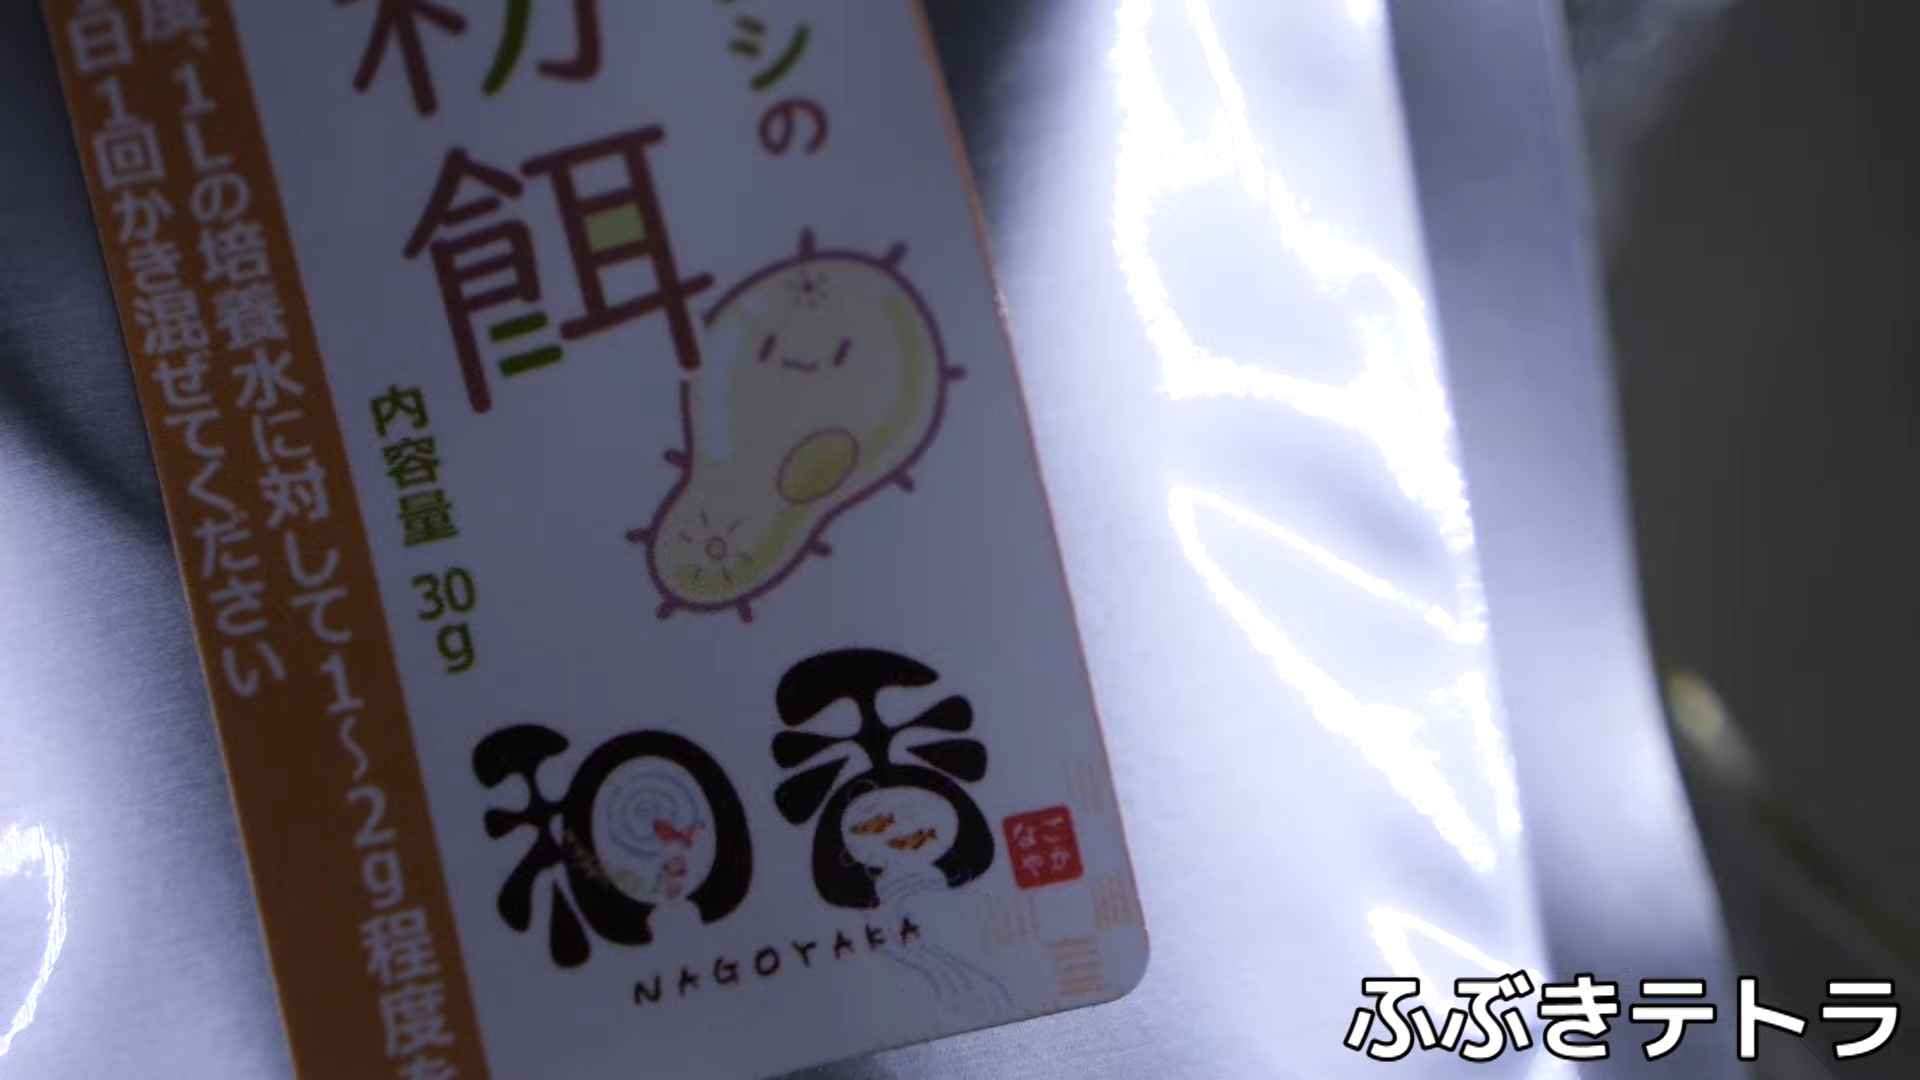 シの
粉餌
内容量 30g
度、1Lの培養水に対して1〜2g程度を
1回かき混ぜてください
和香
なごやか
NAGOYAKA
ふぶきテトラ